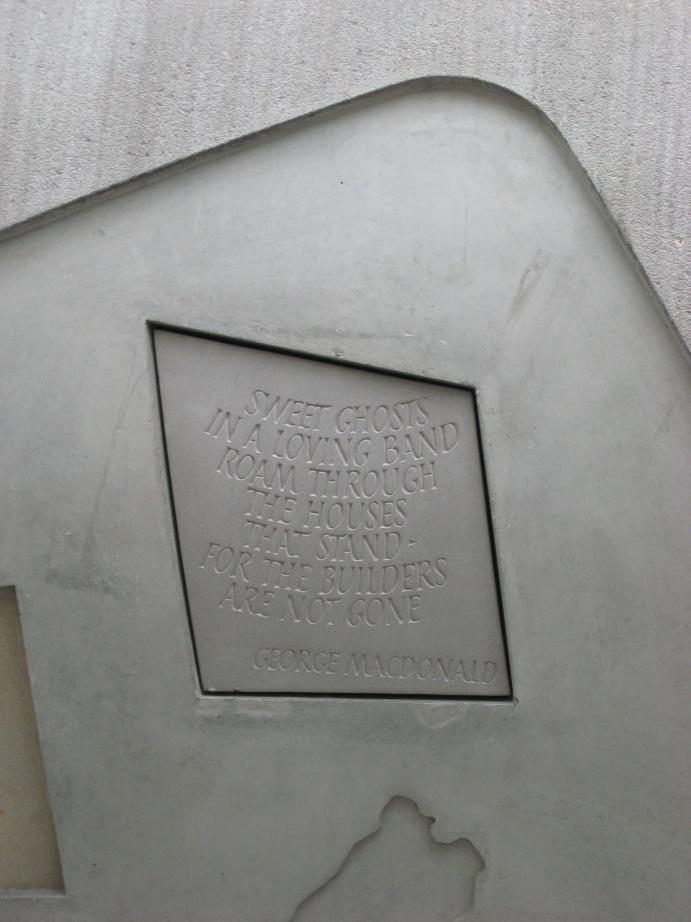 SWEET GHOSTS
IN A LOVING BAND
ROAM THROUGH
THE HOUSES
THAT STAND-
FOR THE BUILDERS
ARE NOT GONE
GEORGE MACDONALD